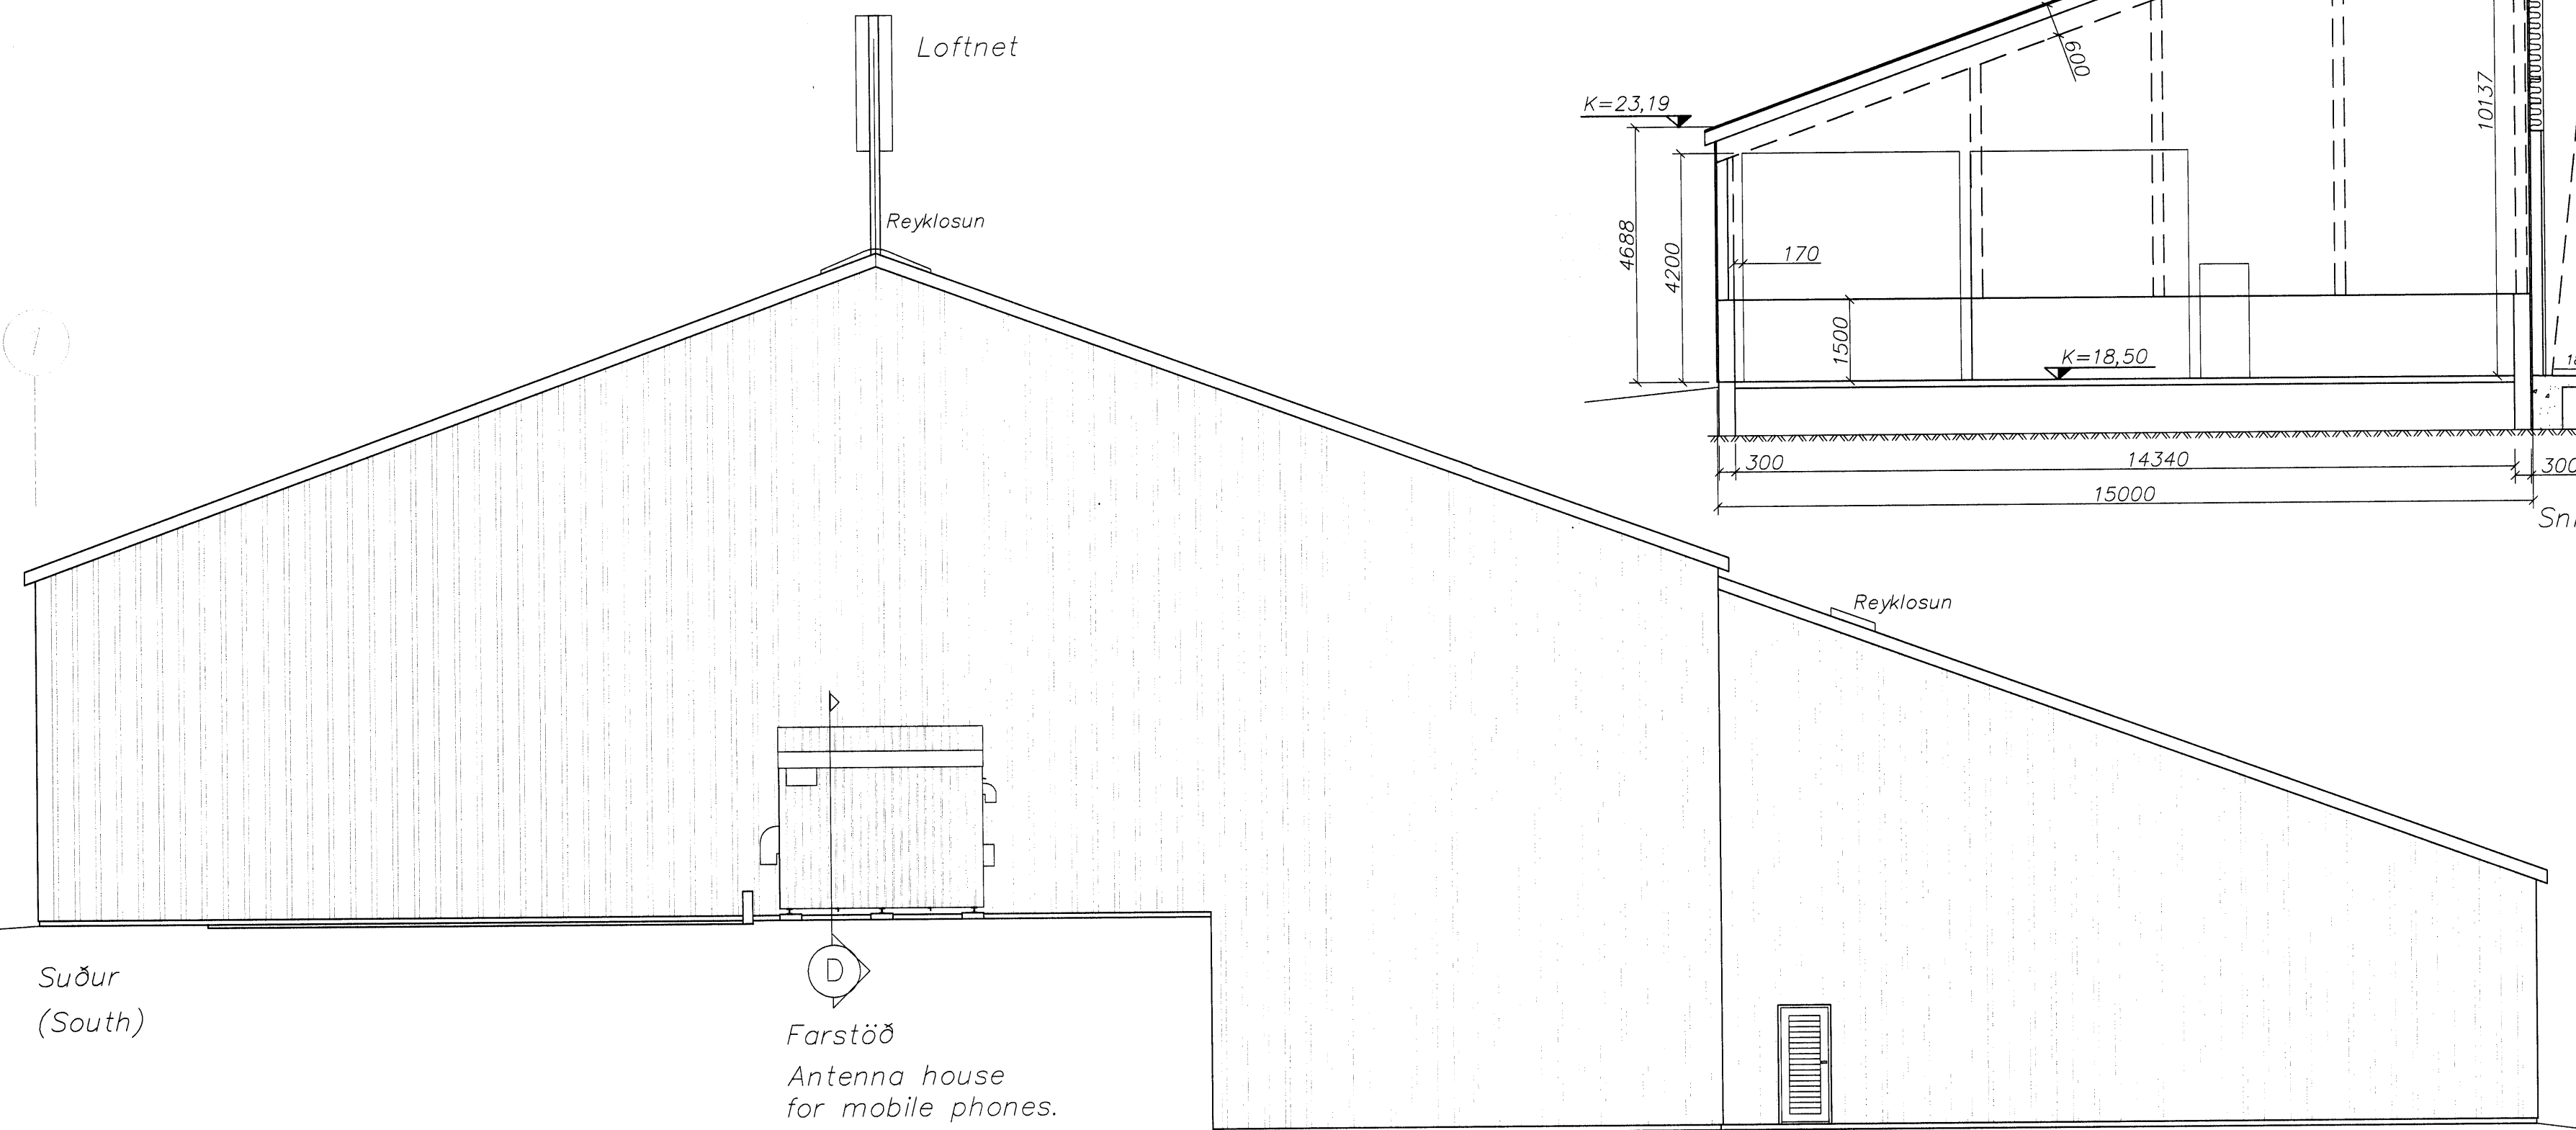 Loftnet
Reyklosun
1
Reyklosun
Suður
(South)
D
Farstöð
Antenna house
for mobile phones.
K=23,19
600
10137
4688
4200
170
1500
K=18,50
300
14340
300
15000